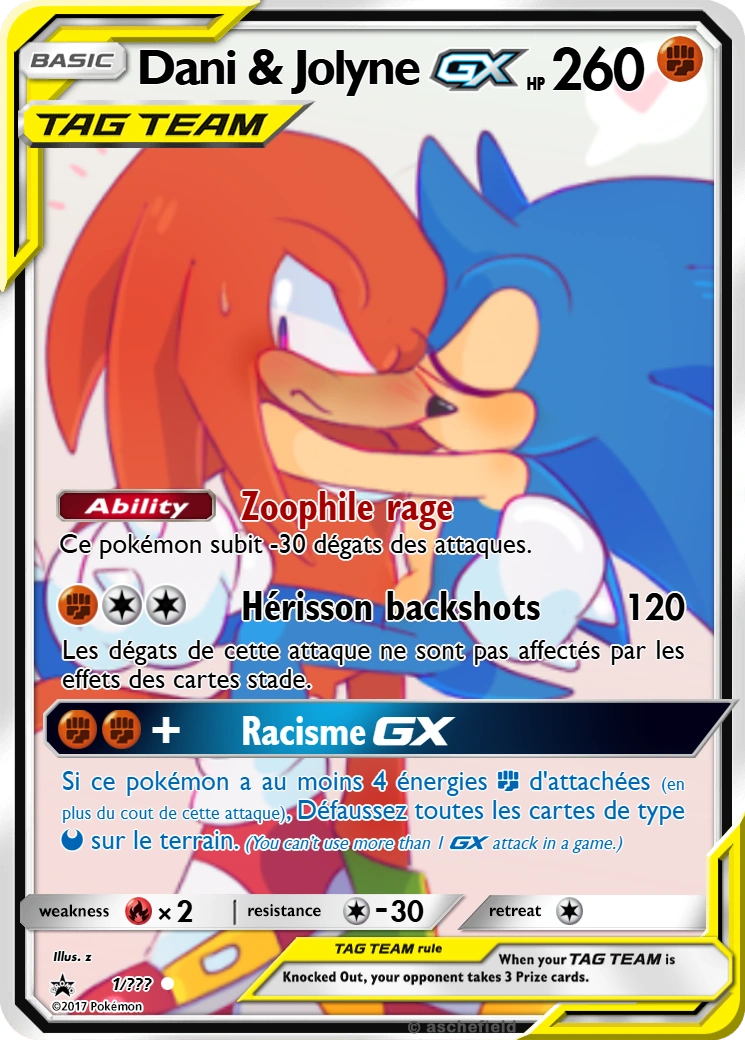 BASIC Dani & Jolyne GX HP 260
TAG TEAM
Ability Zoophile rage
Ce pokémon subit -30 dégats des attaques.
Hérisson backshots 120
Les dégats de cette attaque ne sont pas affectés par les
effets des cartes stade.
+ Racisme GX
Si ce pokémon a au moins 4 énergies d'attachées (en
plus du cout de cette attaque), Défaussez toutes les cartes de type
sur le terrain. (You can't use more than 1 GX attack in a game.)
weakness × 2 resistance -30 retreat
Illus. z
TAG TEAM rule
When your TAG TEAM is
Knocked Out, your opponent takes 3 Prize cards.
1/???
©2017 Pokémon
© aschefield